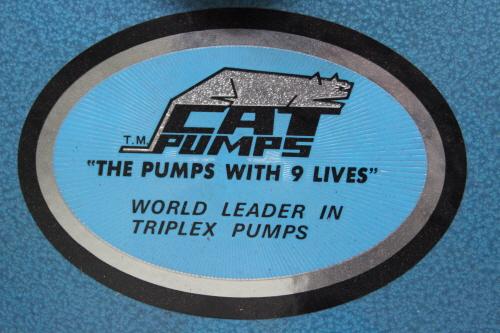 CAT
T.M. PUMPS
"THE PUMPS WITH 9 LIVES"
WORLD LEADER IN
TRIPLEX PUMPS